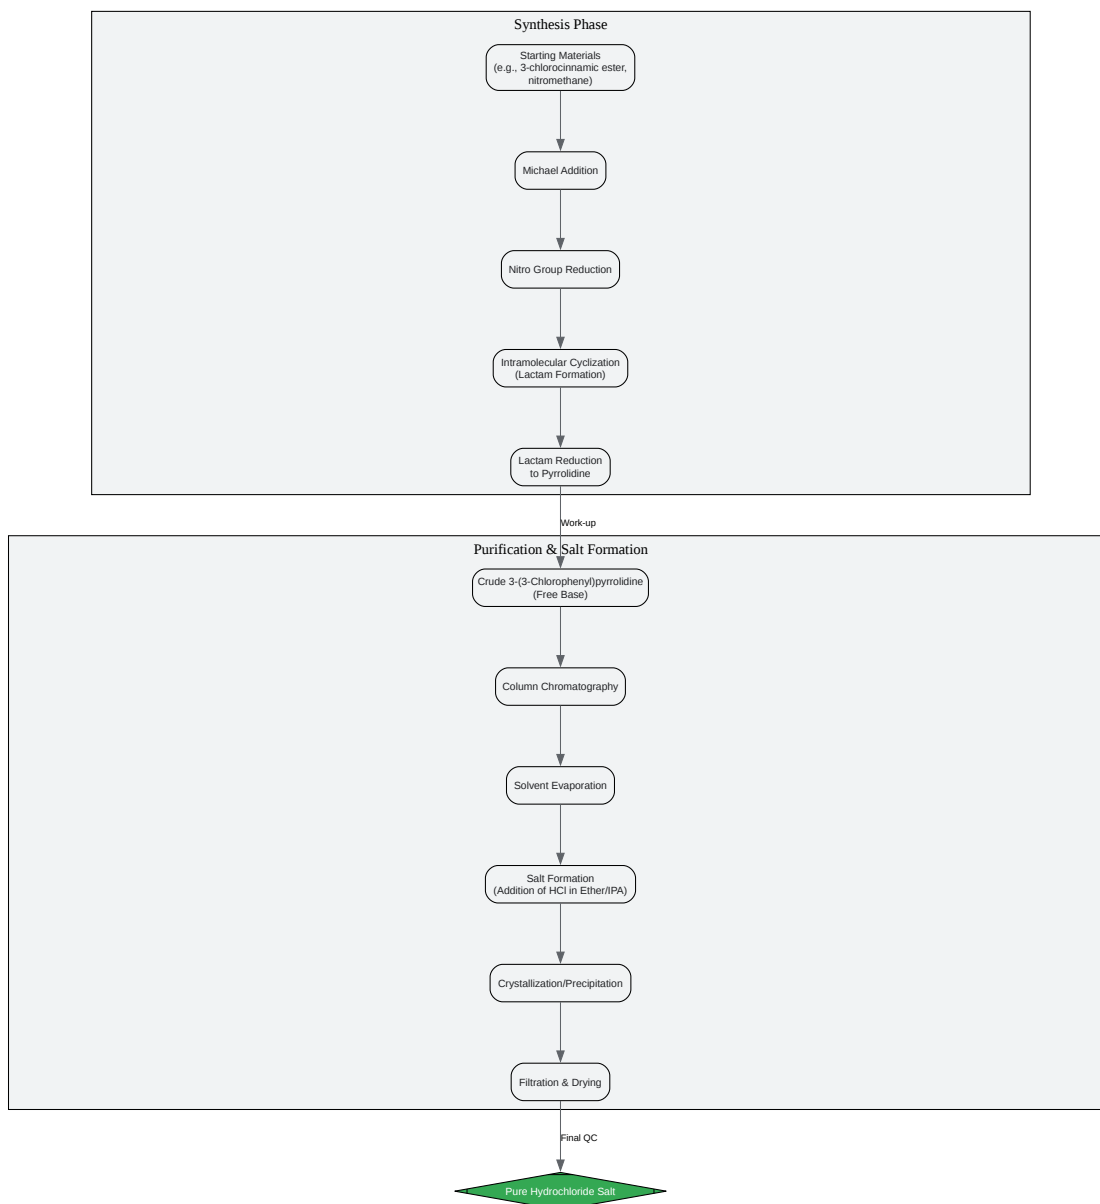 Synthesis Phase
Starting Materials
(e.g., 3-chlorocinnamic ester,
nitromethane)
Michael Addition
Nitro Group Reduction
Intramolecular Cyclization
(Lactam Formation)
Lactam Reduction
to Pyrrolidine
Work-up
Purification & Salt Formation
Crude 3-(3-Chlorophenyl)pyrrolidine
(Free Base)
Column Chromatography
Solvent Evaporation
Salt Formation
(Addition of HCl in Ether/IPA)
Crystallization/Precipitation
Filtration & Drying
Final QC
Pure Hydrochloride Salt